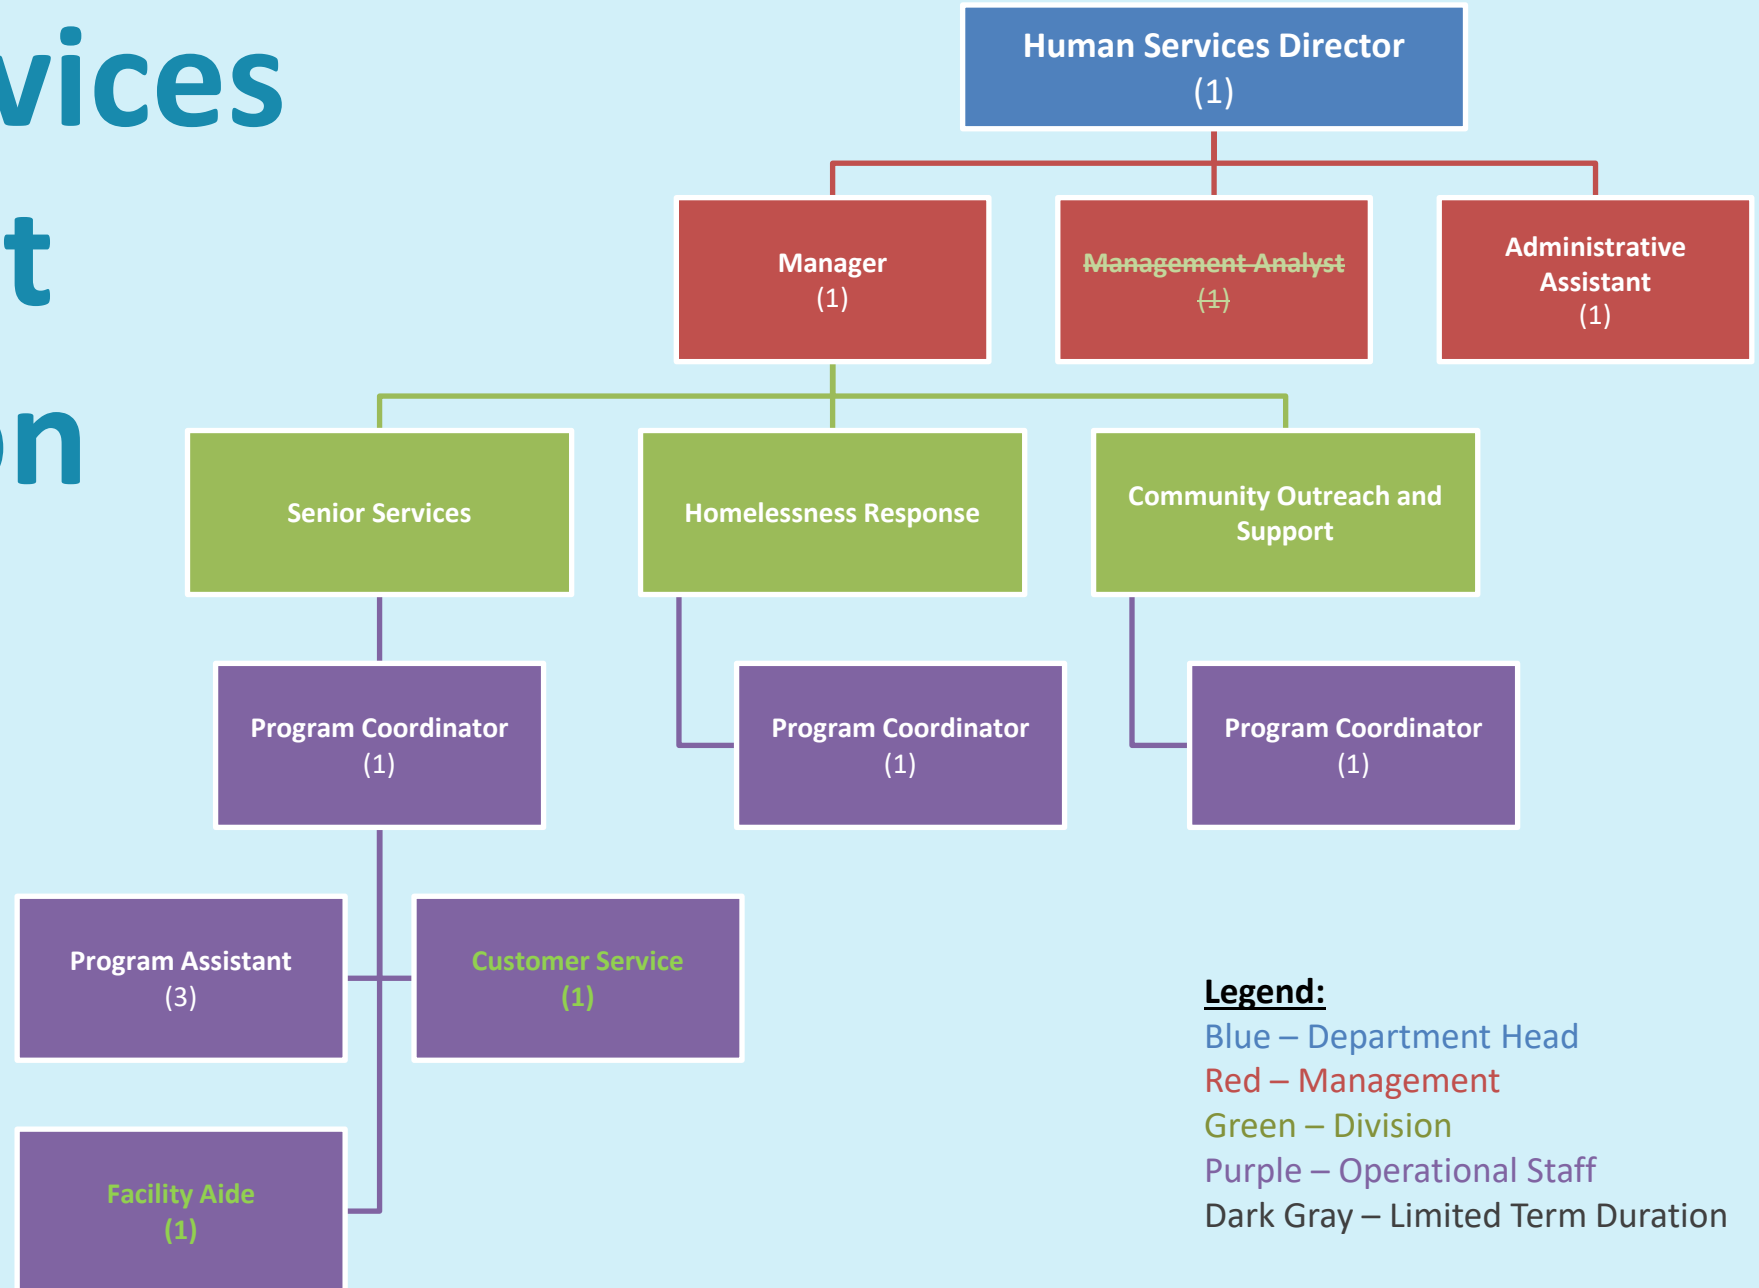 vices
t
on
Human Services Director
(1)
Manager
(1)
Management Analyst
(1)
Administrative
Assistant
(1)
Senior Services
Homelessness Response
Community Outreach and
Support
Program Coordinator
(1)
Program Coordinator
(1)
Program Coordinator
(1)
Program Assistant
(3)
Customer Service
(1)
Facility Aide
(1)
Legend:
Blue – Department Head
Red – Management
Green – Division
Purple – Operational Staff
Dark Gray – Limited Term Duration